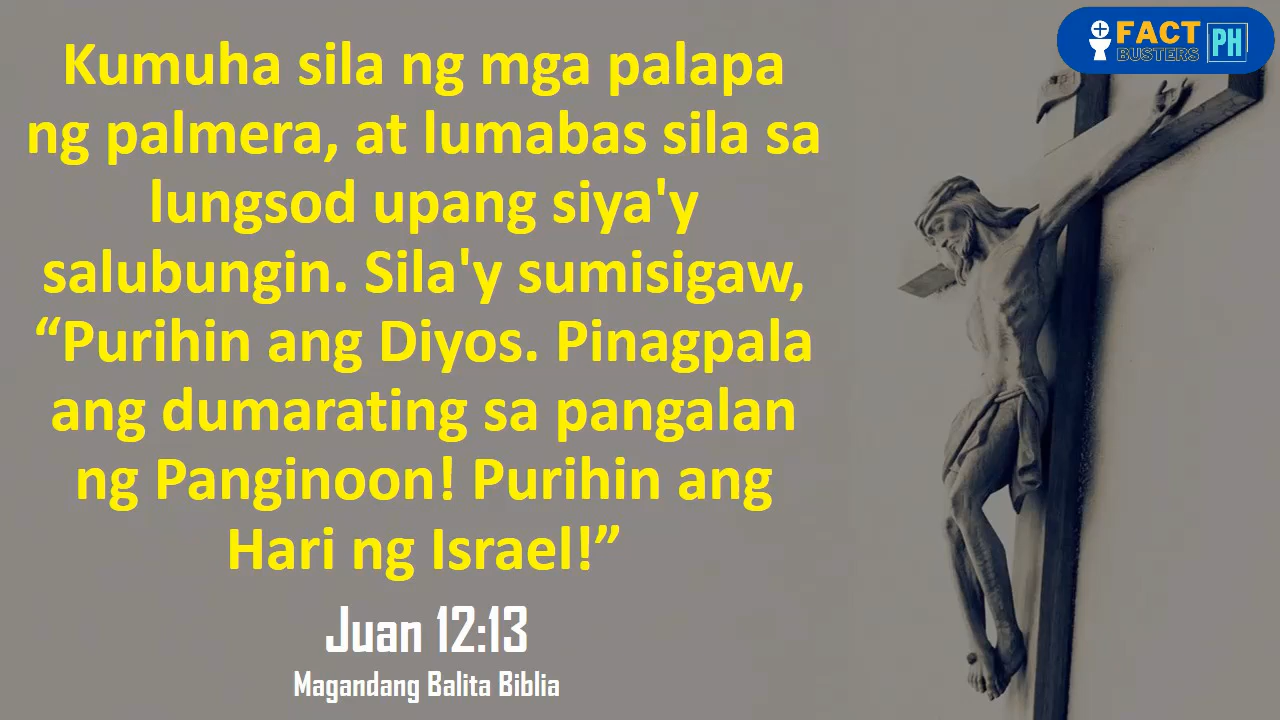 FACT
BUSTERS
PH
Kumuha sila ng mga palapa
ng palmera, at lumabas sila sa
lungsod upang siya'y
salubungin. Sila'y sumisigaw,
“Purihin ang Diyos. Pinagpala
ang dumarating sa pangalan
ng Panginoon! Purihin ang
Hari ng Israel!”
Juan 12:13
Magandang Balita Biblia